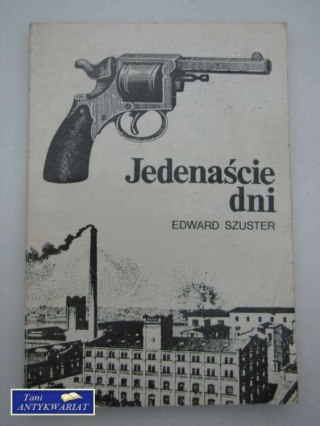 Jedenaście
dni
EDWARD SZUSTER
Tani
ANTYKWARIAT